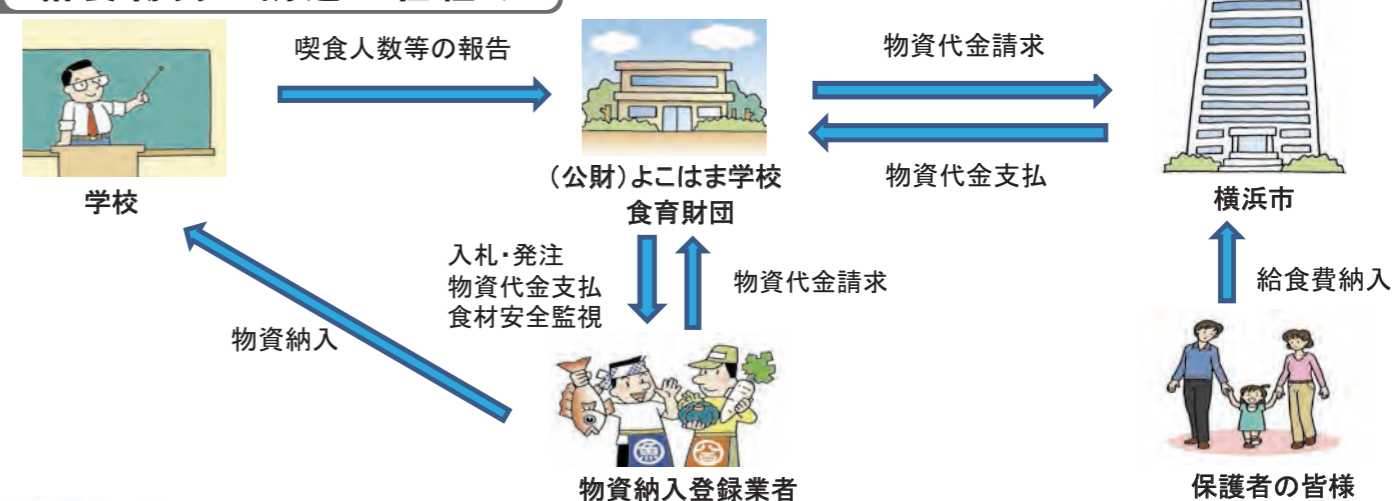 喫食人数等の報告
物資代金請求
物資代金支払
(公財)よこはま学校
食育財団
学校
横浜市
入札・発注
物資代金支払
食材安全監視
物資代金請求
給食費納入
物資納入
魚
物資納入登録業者
保護者の皆様